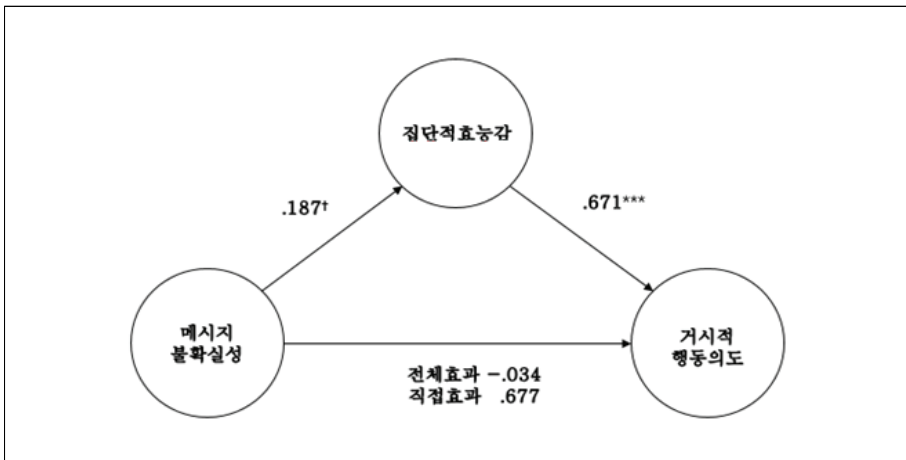 집단적효능감
.187†
.671***
메시지
불확실성
거시적
행동의도
전체효과 -.034
직접효과 .677